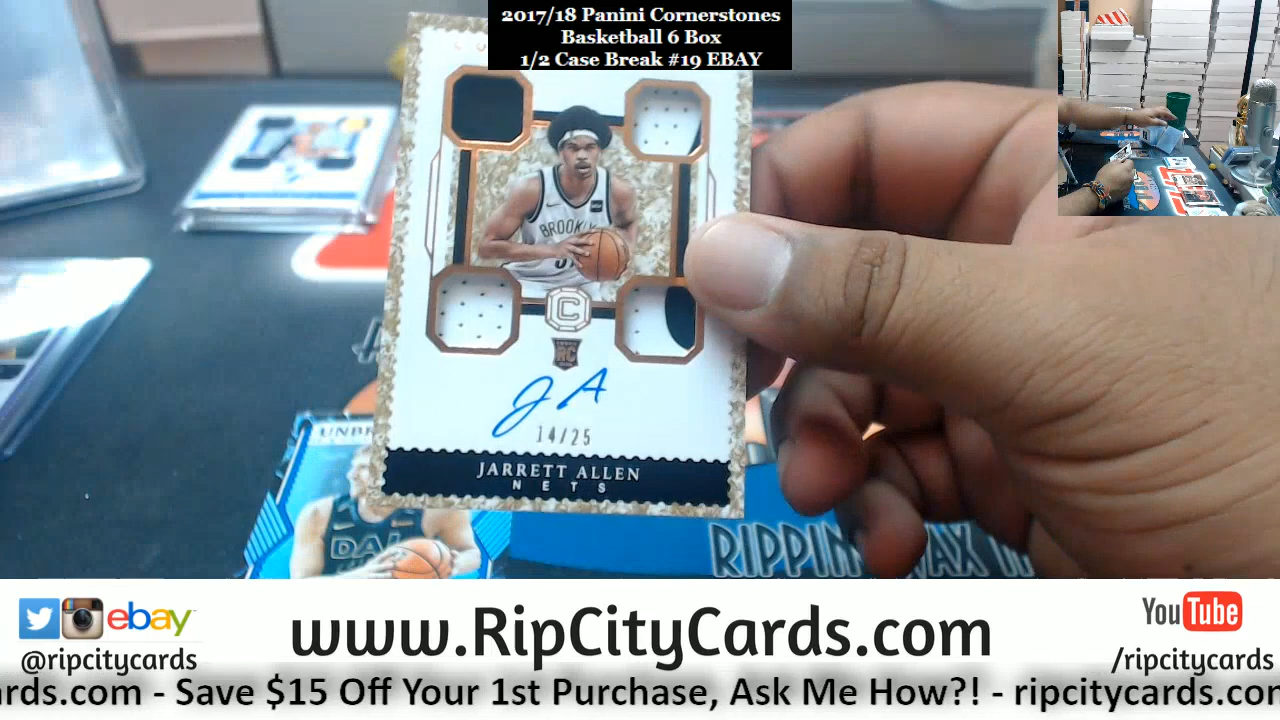 2017/18 Panini Cornerstones
Basketball 6 Box
1/2 Case Break #19 EBAY
BROOKLYN
C
RC
JA
14/25
JARRETT ALLEN
NETS
DAL
RIPPIN
ebay
@ripcitycards
www.RipCityCards.com
YouTube
/ripcitycards
ards.com - Save $15 Off Your 1st Purchase, Ask Me How?! - ripcitycards.com